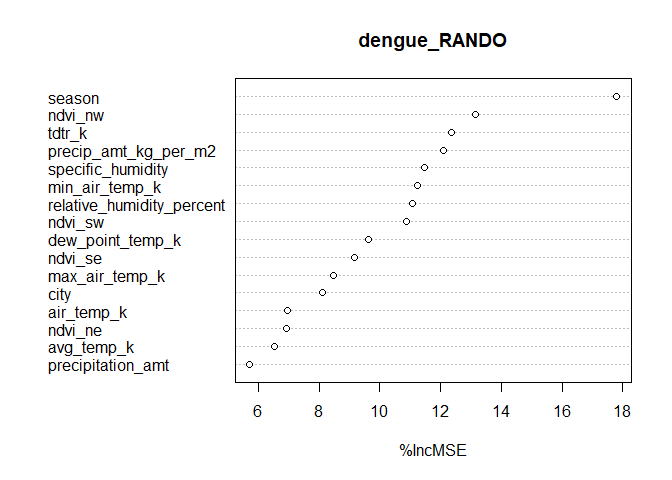 dengue_RANDO
season
ndvi_nw
tdtr_k
precip_amt_kg_per_m2
specific_humidity
min_air_temp_k
relative_humidity_percent
ndvi_sw
dew_point_temp_k
ndvi_se
max_air_temp_k
city
air_temp_k
ndvi_ne
avg_temp_k
precipitation_amt
6 8 10 12 14 16 18
%IncMSE